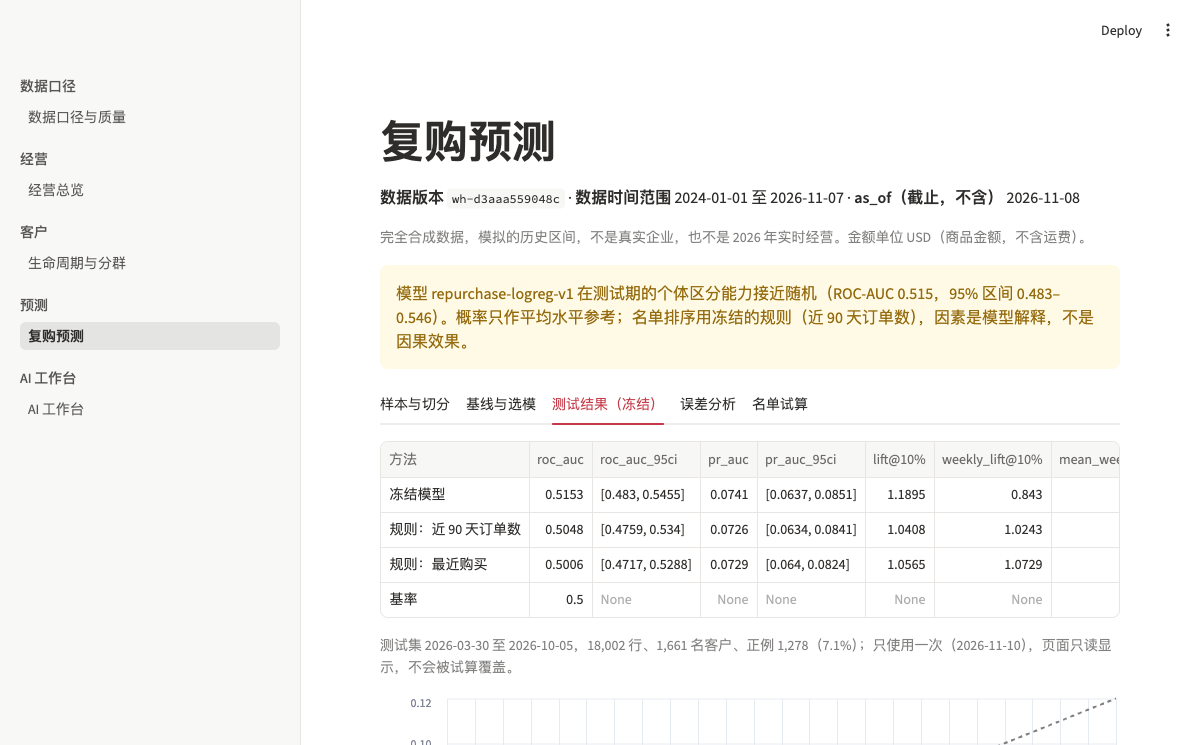 Deploy
数据口径
数据口径与质量
经营
经营总览
客户
生命周期与分群
预测
复购预测
AI 工作台
AI 工作台
复购预测
数据版本 wh-d3aaa559048c · 数据时间范围 2024-01-01 至 2026-11-07 · as_of（截止，不含） 2026-11-08
完全合成数据，模拟的历史区间，不是真实企业，也不是 2026 年实时经营。金额单位 USD（商品金额，不含运费）。
模型 repurchase-logreg-v1 在测试期的个体区分能力接近随机（ROC-AUC 0.515，95% 区间 0.483–
0.546）。概率只作平均水平参考；名单排序用冻结的规则（近 90 天订单数），因素是模型解释，不是
因果效果。
样本与切分 基线与选模 测试结果（冻结） 误差分析 名单试算
方法 roc_auc roc_auc_95ci pr_auc pr_auc_95ci lift@10% weekly_lift@10% mean_wee
冻结模型 0.5153 [0.483, 0.5455] 0.0741 [0.0637, 0.0851] 1.1895 0.843
规则：近 90 天订单数 0.5048 [0.4759, 0.534] 0.0726 [0.0634, 0.0841] 1.0408 1.0243
规则：最近购买 0.5006 [0.4717, 0.5288] 0.0729 [0.064, 0.0824] 1.0565 1.0729
基率 0.5 None None None None None
测试集 2026-03-30 至 2026-10-05，18,002 行、1,661 名客户、正例 1,278（7.1%）；只使用一次（2026-11-10），页面只读显
示，不会被试算覆盖。
0.12
0.10